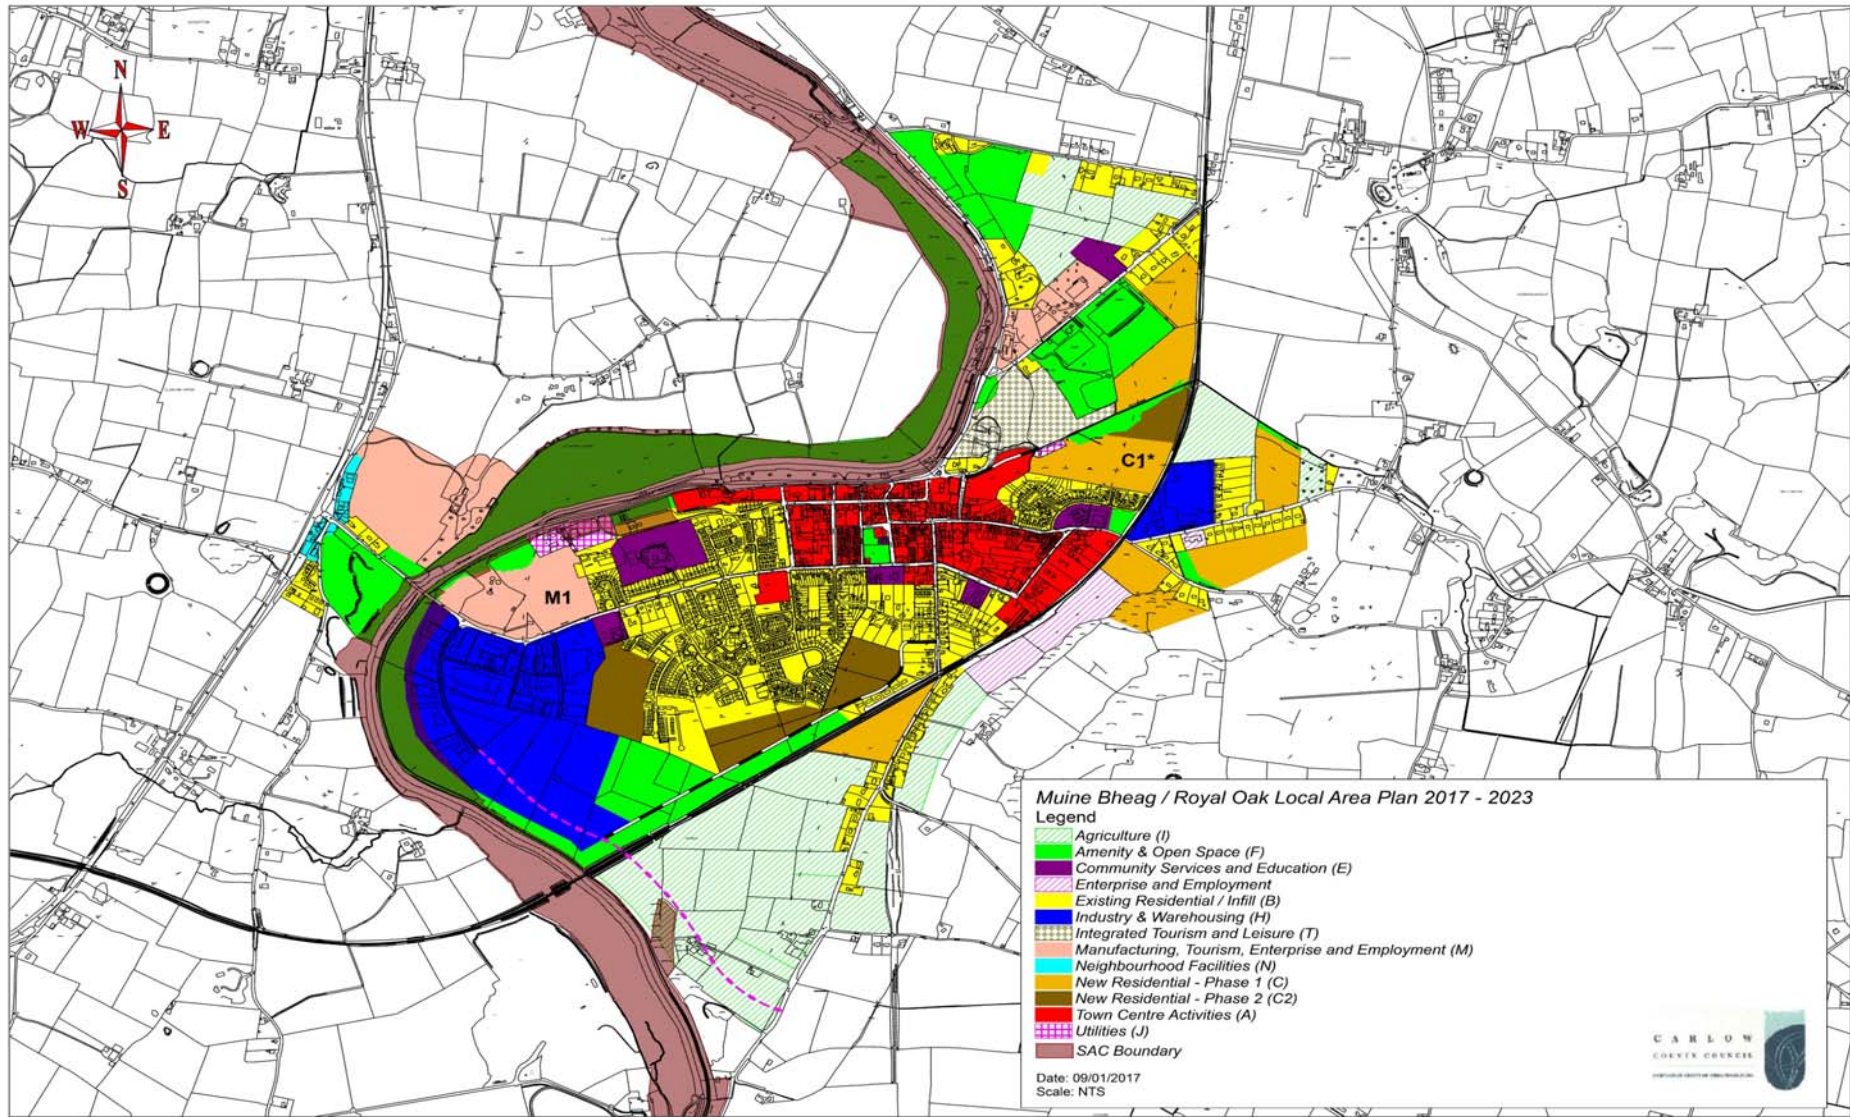 N
W E
S
C1*
M1
Muine Bheag / Royal Oak Local Area Plan 2017 - 2023
Legend
Agriculture (I)
Amenity & Open Space (F)
Community Services and Education (E)
Enterprise and Employment
Existing Residential / Infill (B)
Industry & Warehousing (H)
Integrated Tourism and Leisure (T)
Manufacturing, Tourism, Enterprise and Employment (M)
Neighbourhood Facilities (N)
New Residential - Phase 1 (C)
New Residential - Phase 2 (C2)
Town Centre Activities (A)
Utilities (J)
SAC Boundary
Date: 09/01/2017
Scale: NTS
CARLOW
COUNTY COUNCIL